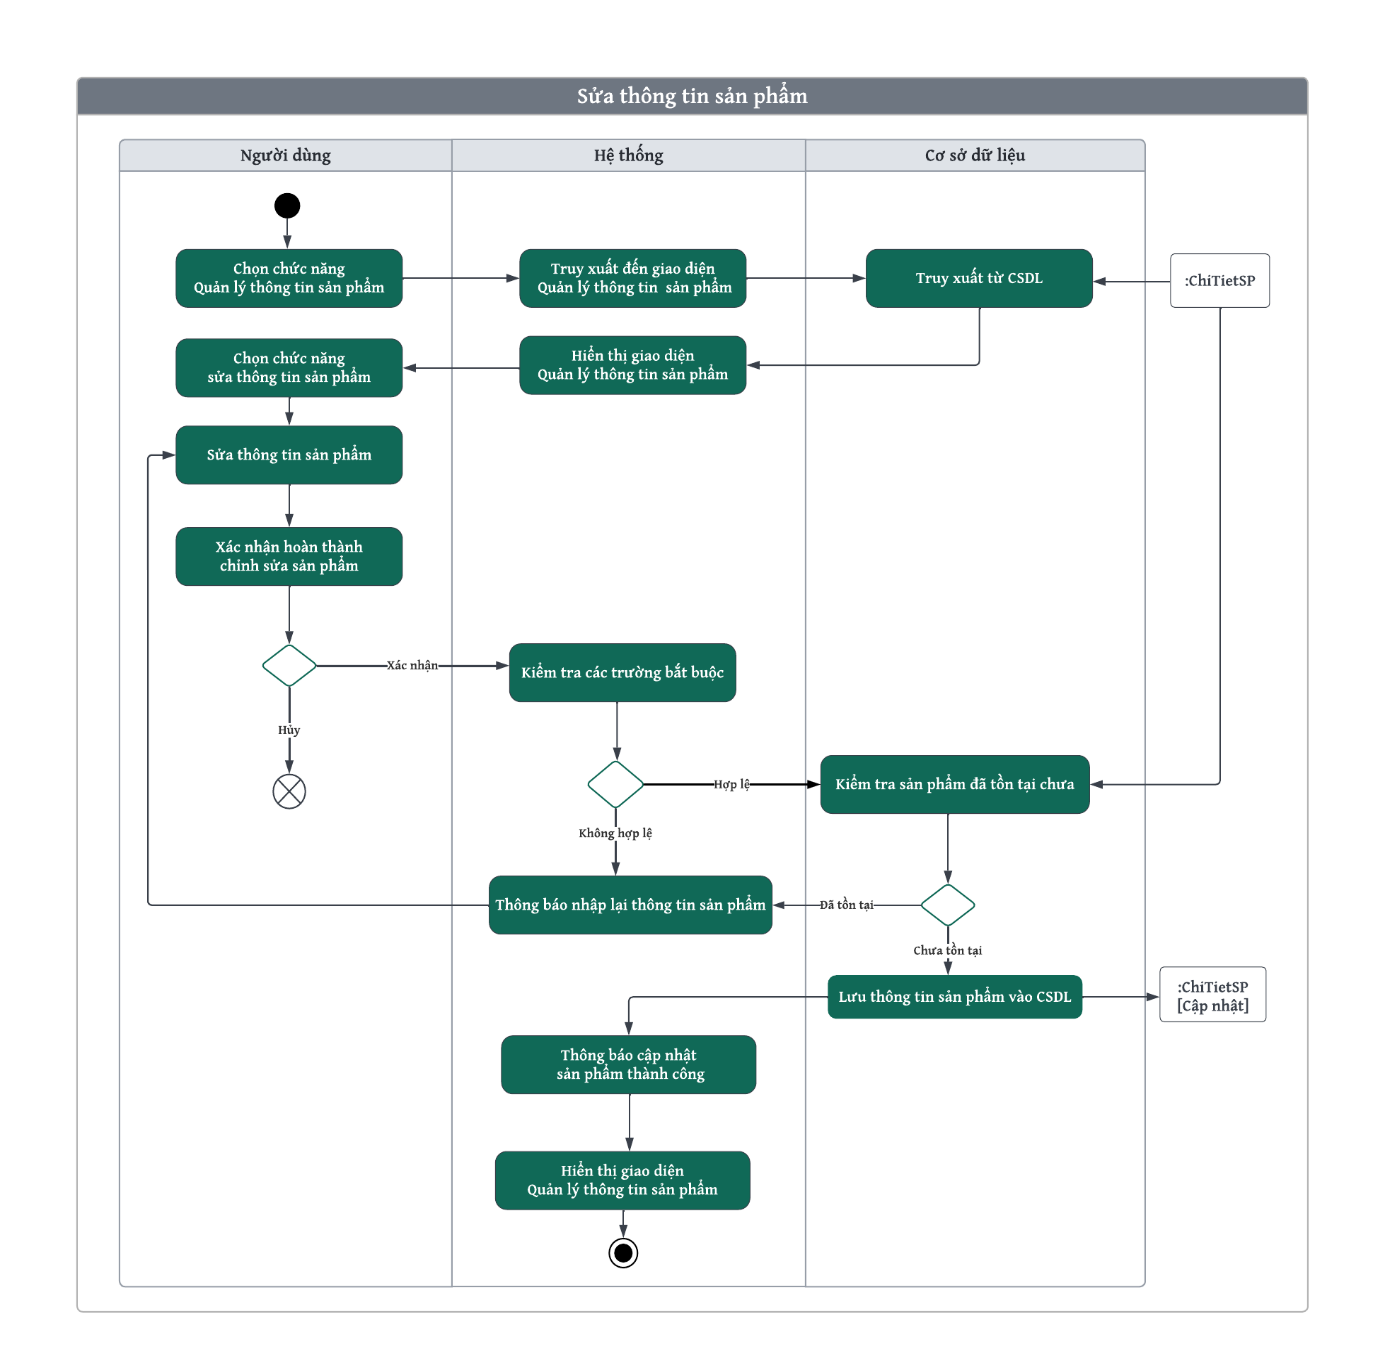 Sửa thông tin sản phẩm
Người dùng
Hệ thống
Cơ sở dữ liệu
Chọn chức năng
Quản lý thông tin sản phẩm
Truy xuất đến giao diện
Quản lý thông tin  sản phẩm
Truy xuất từ CSDL
:ChiTietSP
Chọn chức năng
sửa thông tin sản phẩm
Hiển thị giao diện
Quản lý thông tin sản phẩm
Sửa thông tin sản phẩm
Xác nhận hoàn thành
chỉnh sửa sản phẩm
Xác nhận
Kiểm tra các trường bắt buộc
Hủy
Hợp lệ
Kiểm tra sản phẩm đã tồn tại chưa
Không hợp lệ
Thông báo nhập lại thông tin sản phẩm
Đã tồn tại
Chưa tồn tại
Lưu thông tin sản phẩm vào CSDL
:ChiTietSP
[Cập nhật]
Thông báo cập nhật
sản phẩm thành công
Hiển thị giao diện
Quản lý thông tin sản phẩm